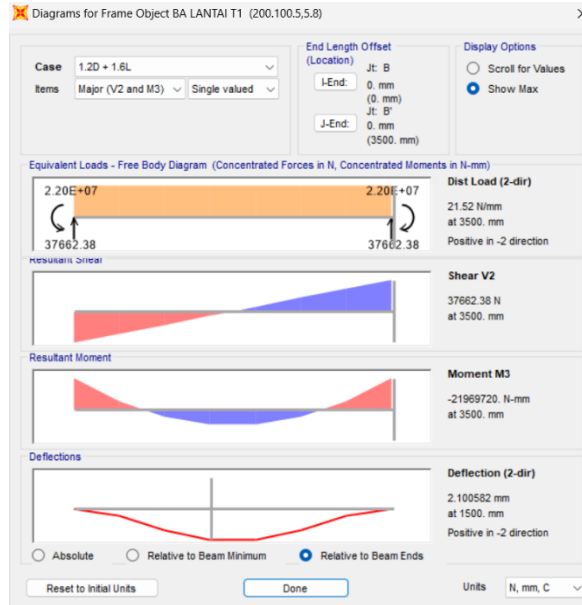 Diagrams for Frame Object BA LANTAI T1 (200.100.5,5.8)
Case 1.2D + 1.6L
Items Major (V2 and M3) Single valued
End Length Offset
(Location)
Jt: B
I-End: 0. mm
(0. mm)
Jt: B'
J-End: 0. mm
(3500. mm)
Display Options
Scroll for Values
Show Max
Equivalent Loads - Free Body Diagram (Concentrated Forces in N, Concentrated Moments in N-mm)
2.20E+07 2.20E+07
37662.38 37662.38
Dist Load (2-dir)
21.52 N/mm
at 3500. mm
Positive in -2 direction
Resultant Shear
Shear V2
37662.38 N
at 3500. mm
Resultant Moment
Moment M3
-21969720. N-mm
at 3500. mm
Deflections
Deflection (2-dir)
2.100582 mm
at 1500. mm
Positive in -2 direction
Absolute Relative to Beam Minimum Relative to Beam Ends
Reset to Initial Units Done Units N, mm, C